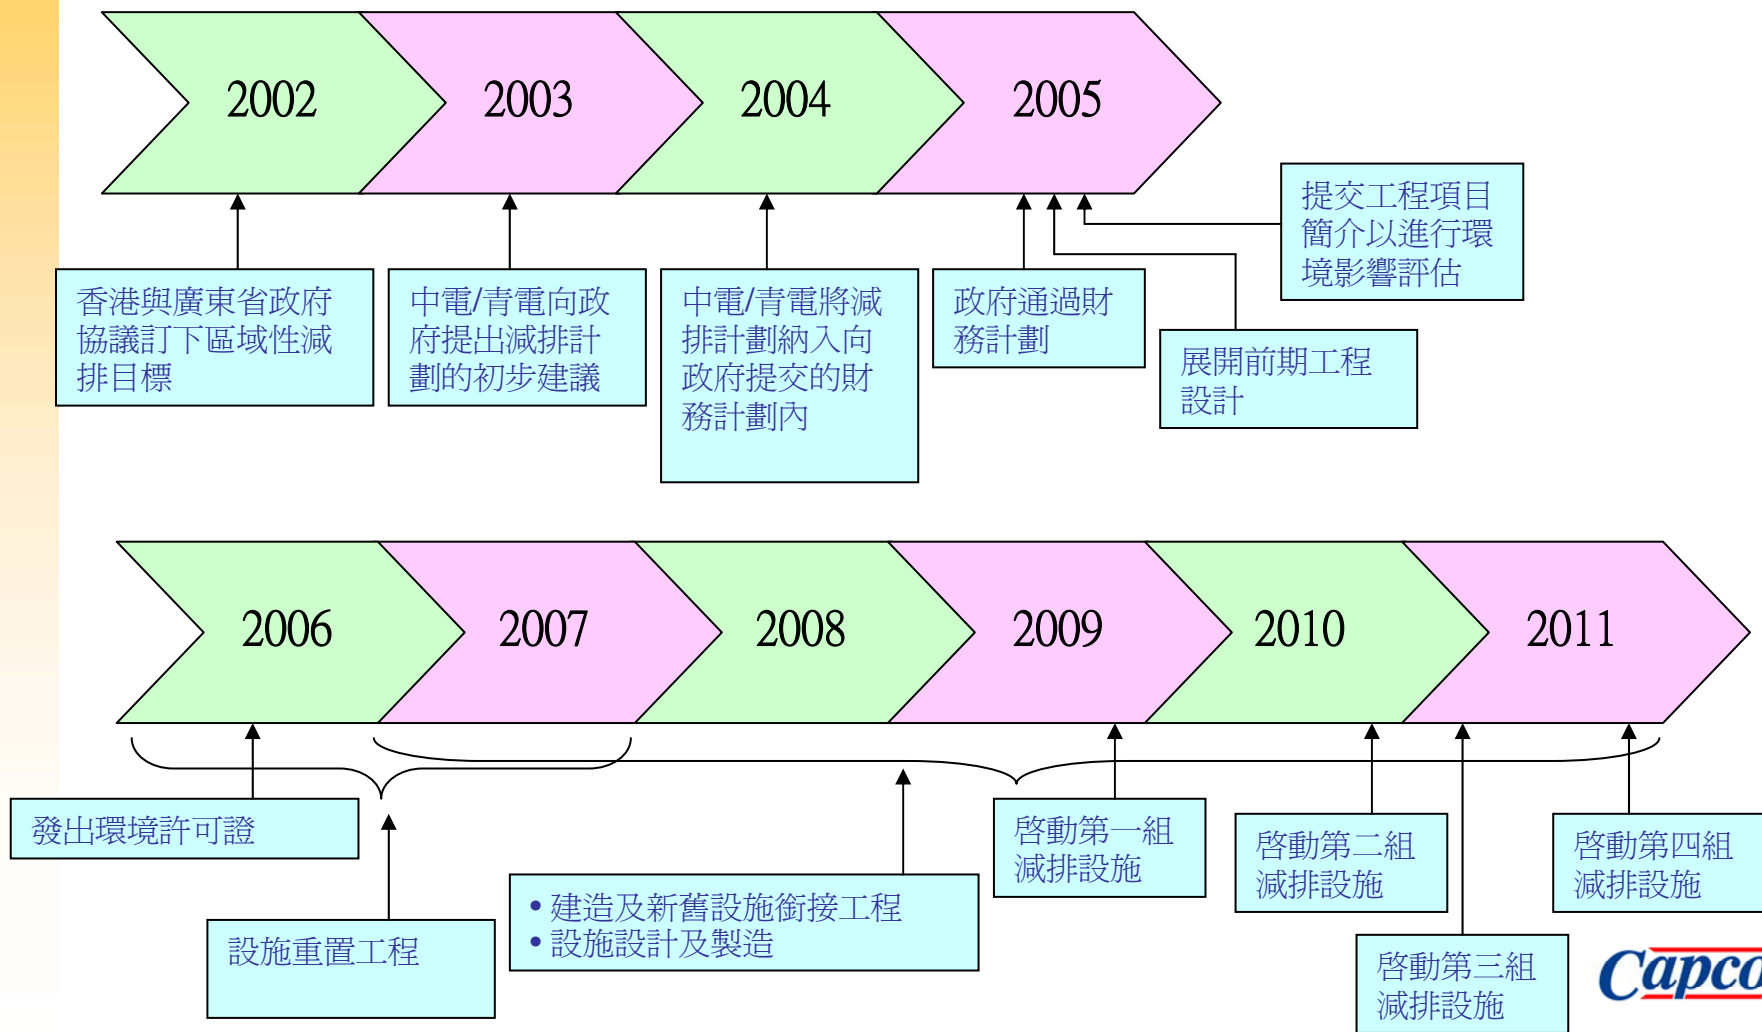 2002
2003
2004
2005
香港與廣東省政府
協議訂下區域性減
排目標
中電/青電向政
府提出減排計
劃的初步建議
中電/青電將減
排計劃納入向
政府提交的財
務計劃內
政府通過財
務計劃
展開前期工程
設計
提交工程項目
簡介以進行環
境影響評估
2006
2007
2008
2009
2010
2011
發出環境許可證
設施重置工程
• 建造及新舊設施銜接工程
• 設施設計及製造
啓動第一組
減排設施
啓動第二組
減排設施
啓動第三組
減排設施
啓動第四組
減排設施
Capco